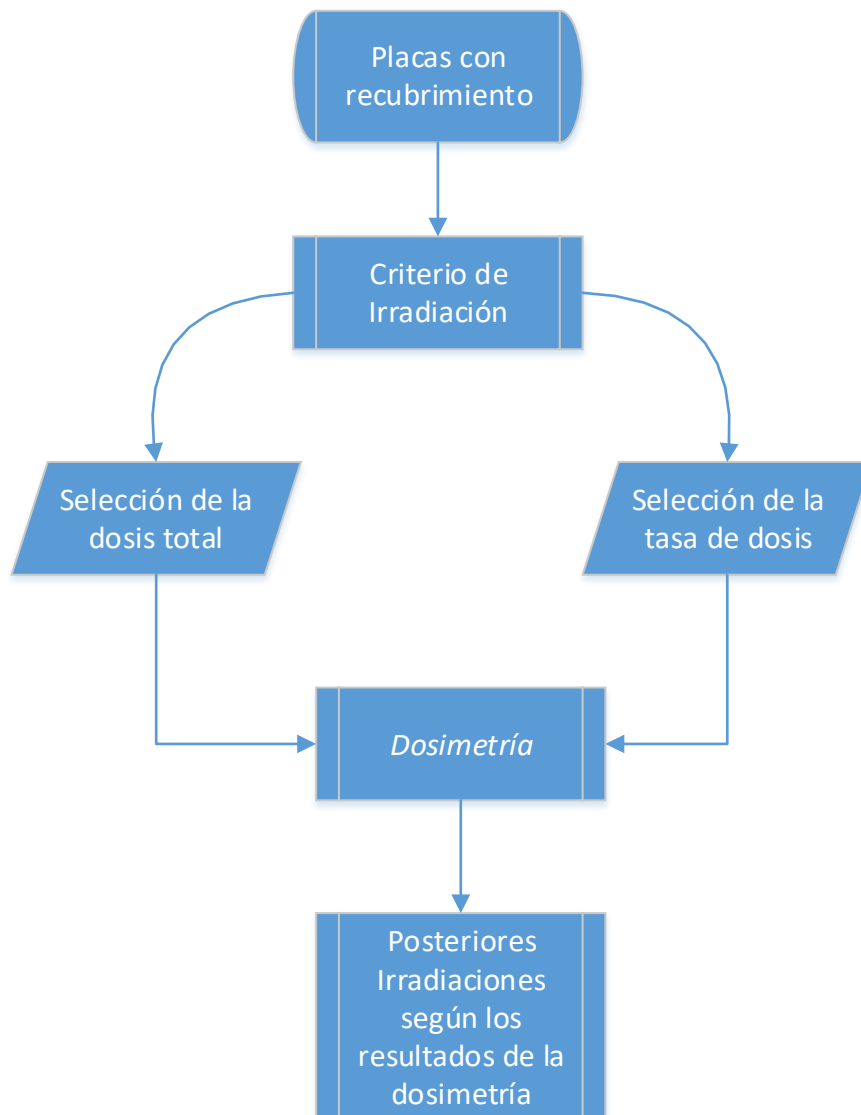 Placas con
recubrimiento
Criterio de
Irradiación
Selección de la
dosis total
Selección de la
tasa de dosis
Dosimetría
Posteriores
Irradiaciones
según los
resultados de la
dosimetría